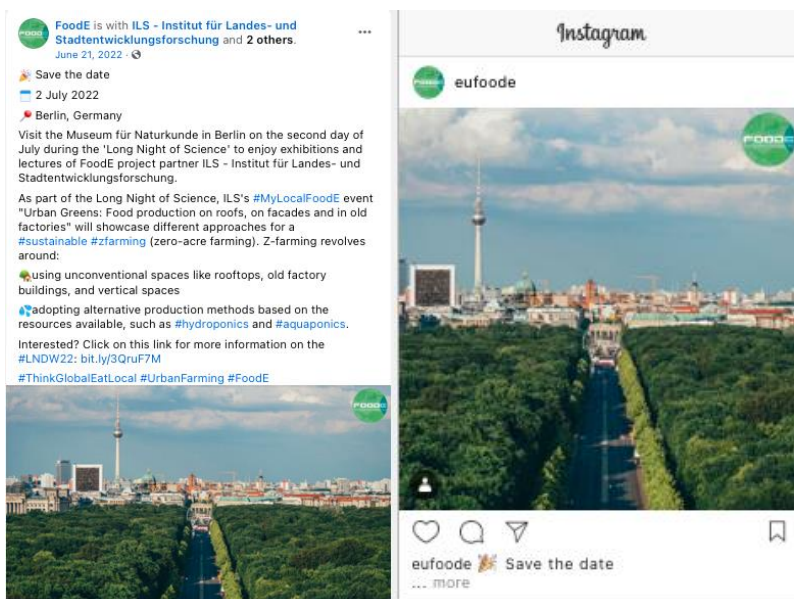 FoodE is with ILS - Institut für Landes- und
Stadtentwicklungsforschung and 2 others.
June 21, 2022 ·
Save the date
2 July 2022
Berlin, Germany
Visit the Museum für Naturkunde in Berlin on the second day of
July during the 'Long Night of Science' to enjoy exhibitions and
lectures of FoodE project partner ILS - Institut für Landes- und
Stadtentwicklungsforschung.
As part of the Long Night of Science, ILS's #MyLocalFoodE event
"Urban Greens: Food production on roofs, on facades and in old
factories" will showcase different approaches for a
#sustainable #zfarming (zero-acre farming). Z-farming revolves
around:
using unconventional spaces like rooftops, old factory
buildings, and vertical spaces
adopting alternative production methods based on the
resources available, such as #hydroponics and #aquaponics.
Interested? Click on this link for more information on the
#LNDW22: bit.ly/3QruF7M
#ThinkGlobalEatLocal #UrbanFarming #FoodE
FOODE
Instagram
eufoode
FOODE
eufoode Save the date
... more